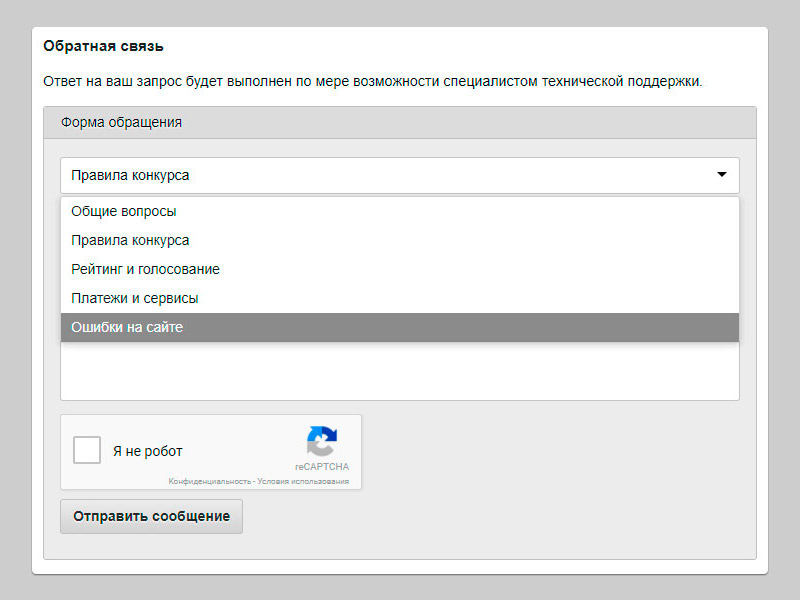 Обратная связь
Ответ на ваш запрос будет выполнен по мере возможности специалистом технической поддержки.
Форма обращения
Правила конкурса
Общие вопросы
Правила конкурса
Рейтинг и голосование
Платежи и сервисы
Ошибки на сайте
Я не робот
reCAPTCHA
Конфиденциальность - Условия использования
Отправить сообщение